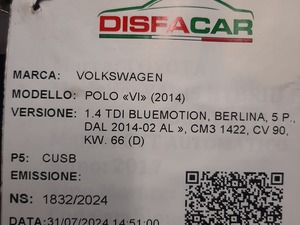 DISFACAR
MARCA: VOLKSWAGEN
MODELLO: POLO «VI» (2014)
VERSIONE: 1.4 TDI BLUEMOTION, BERLINA, 5 P.,
DAL 2014-02 AL », CM3 1422, CV 90,
KW. 66 (D)
P5: CUSB
EMISSIONE:
NS: 1832/2024
DATA: 31/07/2024 14:51:00